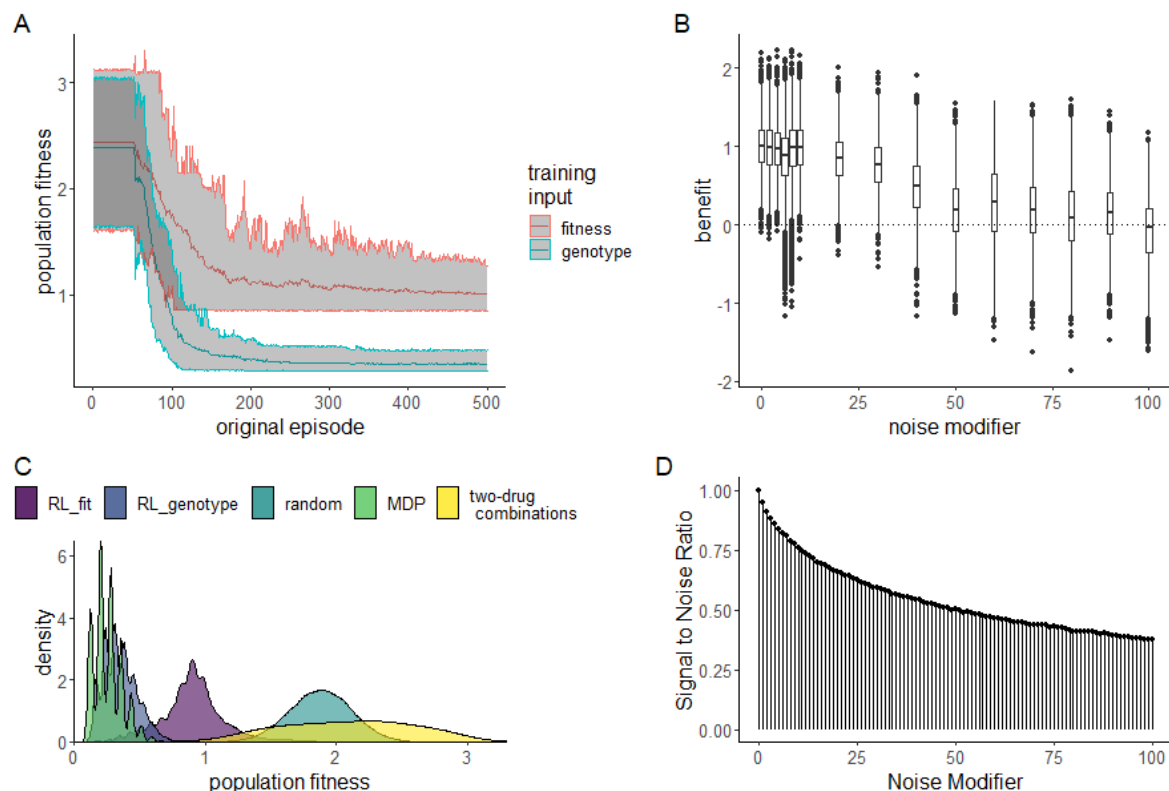 A
population fitness
3
2
1
0
100
200
300
400
500
original episode
training
input
fitness
genotype
B
benefit
2
1
0
-1
-2
0
25
50
75
100
noise modifier
C
RL_fit
RL_genotype
random
MDP
two-drug
combinations
density
6
4
2
0
0
1
2
3
population fitness
D
Signal to Noise Ratio
1.00
0.75
0.50
0.25
0.00
0
25
50
75
100
Noise Modifier